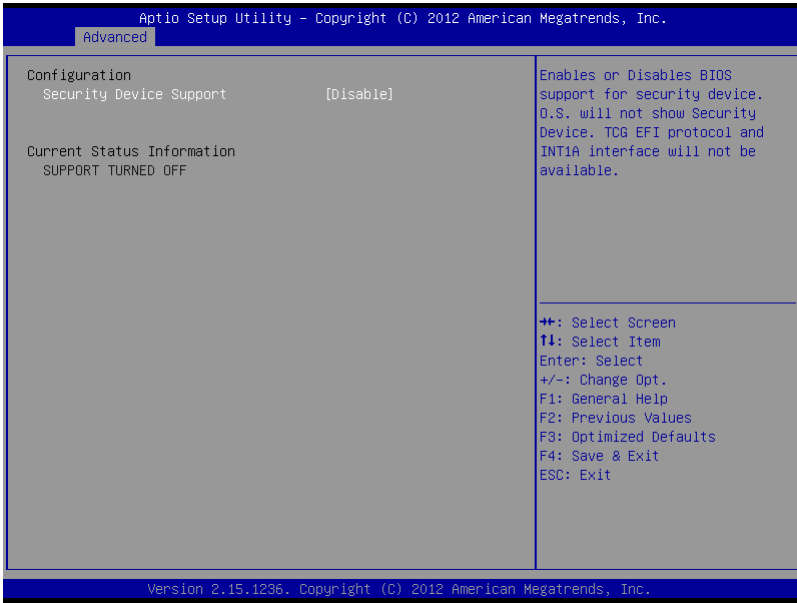 Aptio Setup Utility – Copyright (C) 2012 American Megatrends, Inc.
Advanced
Configuration
Security Device Support [Disable]
Current Status Information
SUPPORT TURNED OFF
Enables or Disables BIOS
support for security device.
O.S. will not show Security
Device. TCG EFI protocol and
INT1A interface will not be
available.
→←: Select Screen
↑↓: Select Item
Enter: Select
+/-: Change Opt.
F1: General Help
F2: Previous Values
F3: Optimized Defaults
F4: Save & Exit
ESC: Exit
Version 2.15.1236. Copyright (C) 2012 American Megatrends, Inc.